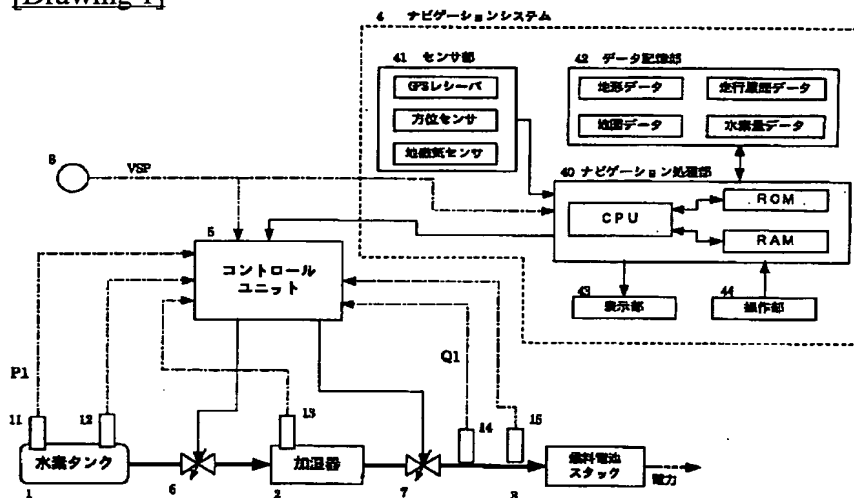 [Drawing 1]
4 ナビゲーションシステム
41 センサ部
GPSレシーバ
方位センサ
地磁気センサ
42 データ記憶部
地形データ
走行履歴データ
地図データ
水素量データ
8
VSP
40 ナビゲーション処理部
CPU
ROM
RAM
5
コントロール
ユニット
43
表示部
44
操作部
P1
Q1
11
12
13
14
15
水素タンク
加湿器
燃料電池
スタック
電力
1
6
2
7
3